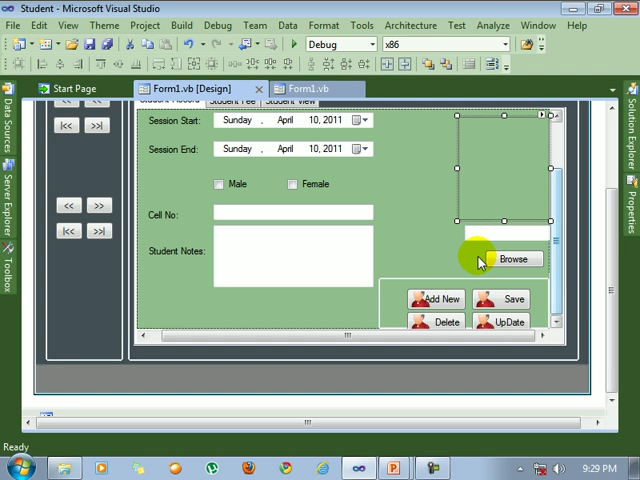 Student - Microsoft Visual Studio
File Edit View Theme Project Build Debug Team Data Format Tools Architecture Test Analyze Window Help
Debug x86
Start Page Form1.vb [Design] Form1.vb
Data Sources
Server Explorer
Toolbox
Solution Explorer
Properties
Student Record Student Fee Student View
<< >>
|<< >>|
Session Start: Sunday , April 10, 2011
Session End: Sunday , April 10, 2011
Male Female
<< >>
Cell No:
|<< >>|
Student Notes:
Browse
Add New Save
Delete UpDate
Ready
9:29 PM